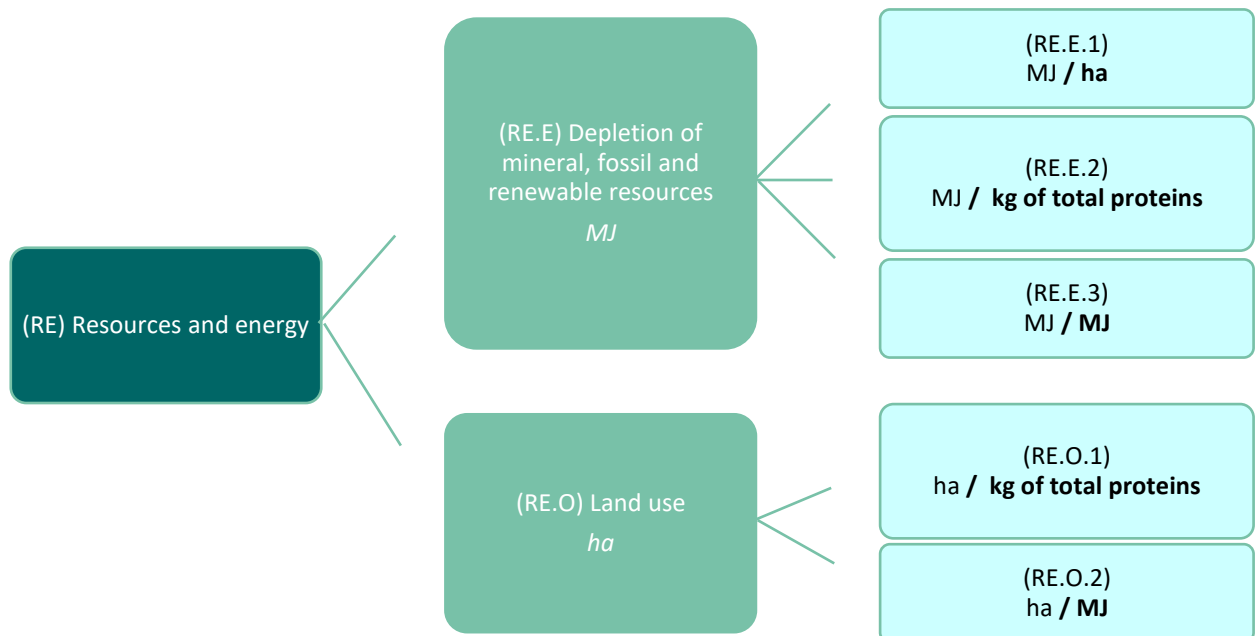 (RE) Resources and energy
(RE.E) Depletion of
mineral, fossil and
renewable resources
MJ
(RE.E.1)
MJ / ha
(RE.E.2)
MJ / kg of total proteins
(RE.E.3)
MJ / MJ
(RE.O) Land use
ha
(RE.O.1)
ha / kg of total proteins
(RE.O.2)
ha / MJ